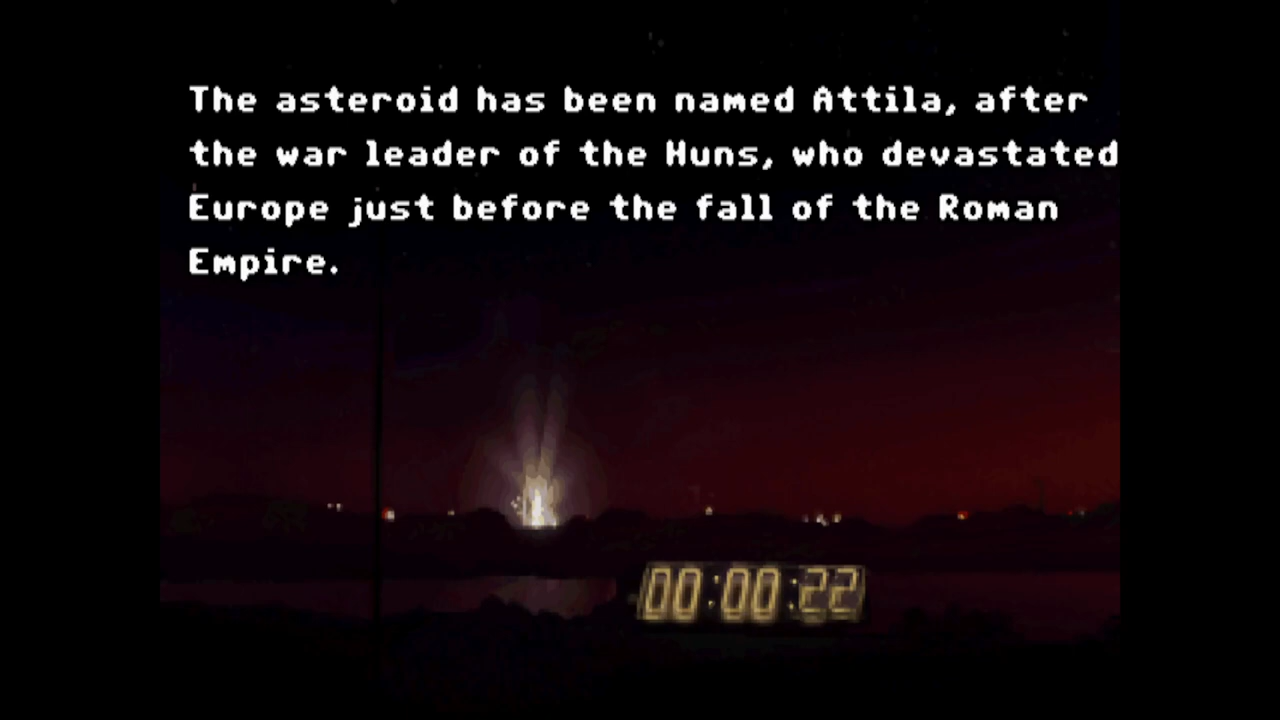 The asteroid has been named Attila, after
the war leader of the Huns, who devastated
Europe just before the fall of the Roman
Empire.
00:00:22